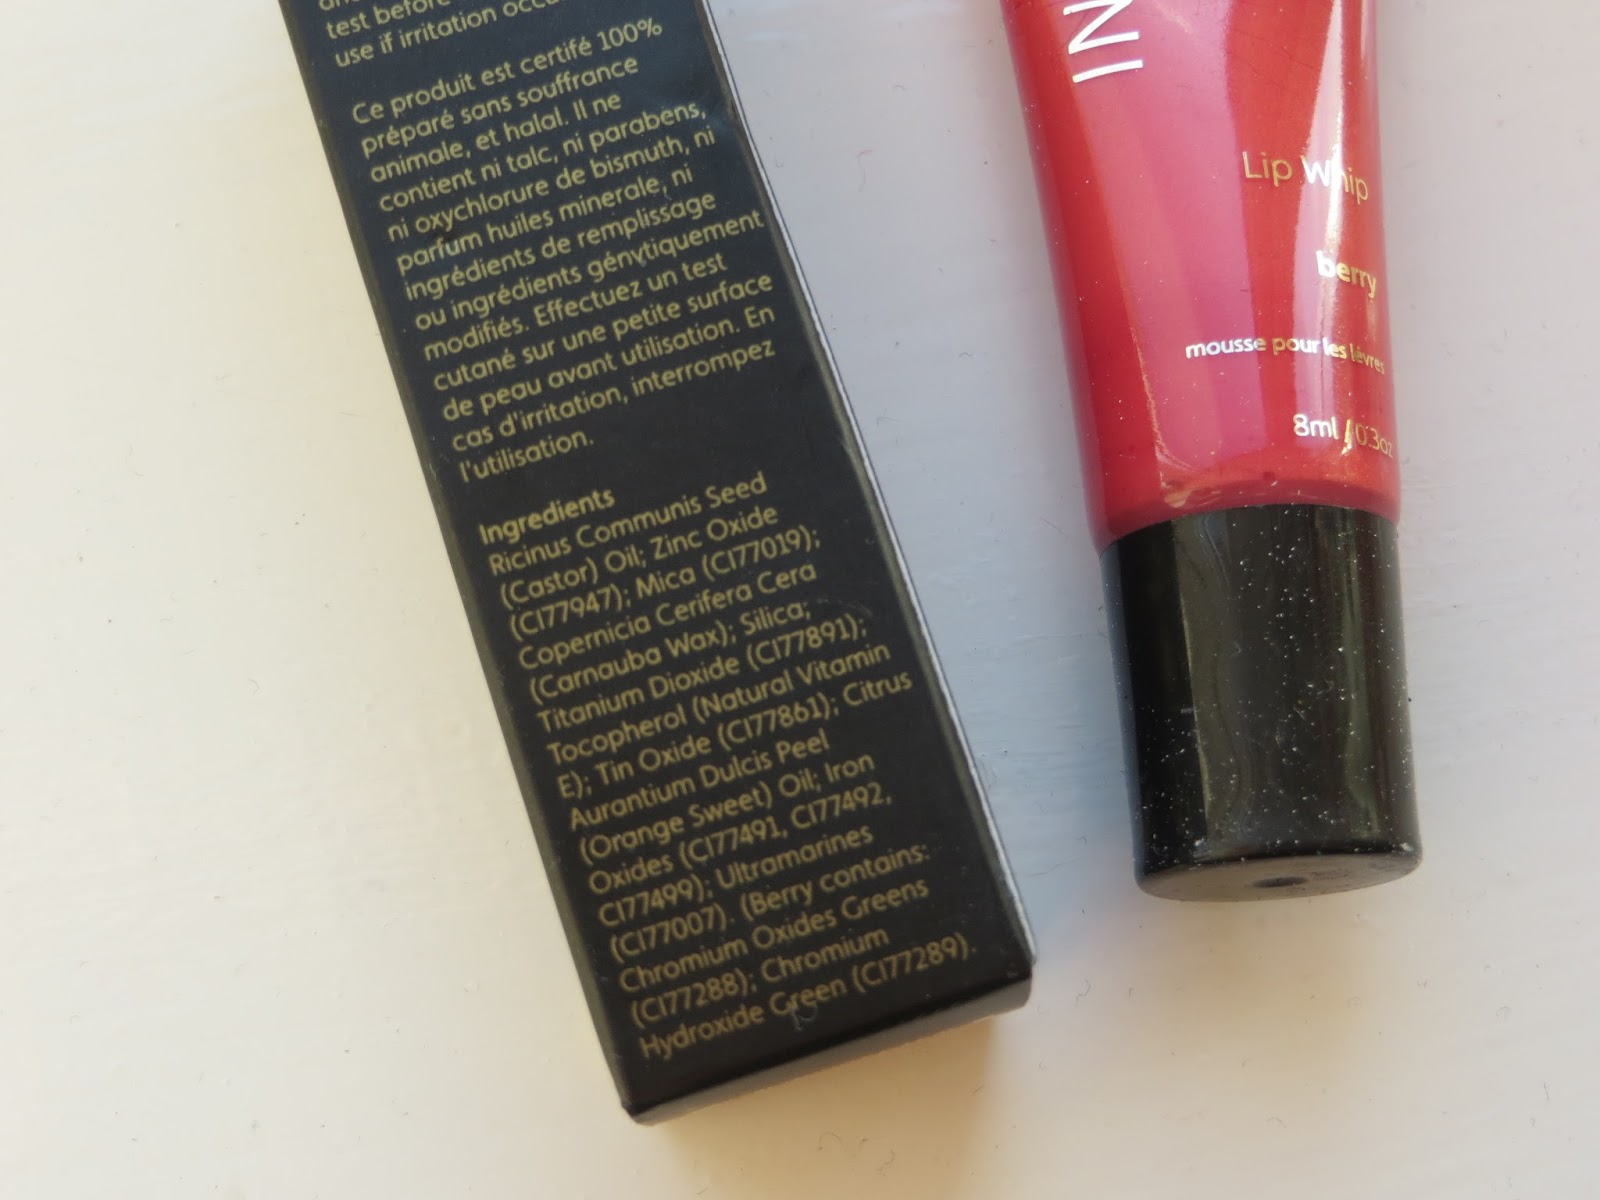 test before
use if irritation occu
Ce produit est certifé 100%
préparé sans souffrance
animale, et halal. Il ne
contient ni talc, ni parabens,
ni oxychlorure de bismuth, ni
parfum huiles minerale, ni
ingrédients de remplissage
ou ingrédients génytiquement
modifiés. Effectuez un test
cutané sur une petite surface
de peau avant utilisation. En
cas d'irritation, interrompez
l'utilisation.
Ingredients
Ricinus Communis Seed
(Castor) Oil; Zinc Oxide
(CI77947); Mica (CI77019);
Copernicia Cerifera Cera
(Carnauba Wax); Silica;
Titanium Dioxide (CI77891);
Tocopherol (Natural Vitamin
E); Tin Oxide (CI77861); Citrus
Aurantium Dulcis Peel
(Orange Sweet) Oil; Iron
Oxides (CI77491, CI77492,
CI77499); Ultramarines
(CI77007). (Berry contains:
Chromium Oxides Greens
(CI77288); Chromium
Hydroxide Green (CI77289).
IN
Lip Whip
berry
mousse pour les lèvres
8ml / 0.3oz